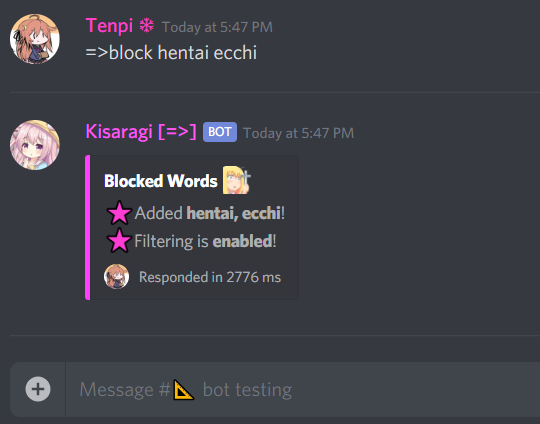 Tenpi ❄ Today at 5:47 PM
=>block hentai ecchi
Kisaragi [=>] BOT Today at 5:47 PM
Blocked Words
Added hentai, ecchi!
Filtering is enabled!
Responded in 2776 ms
Message #📐 bot testing